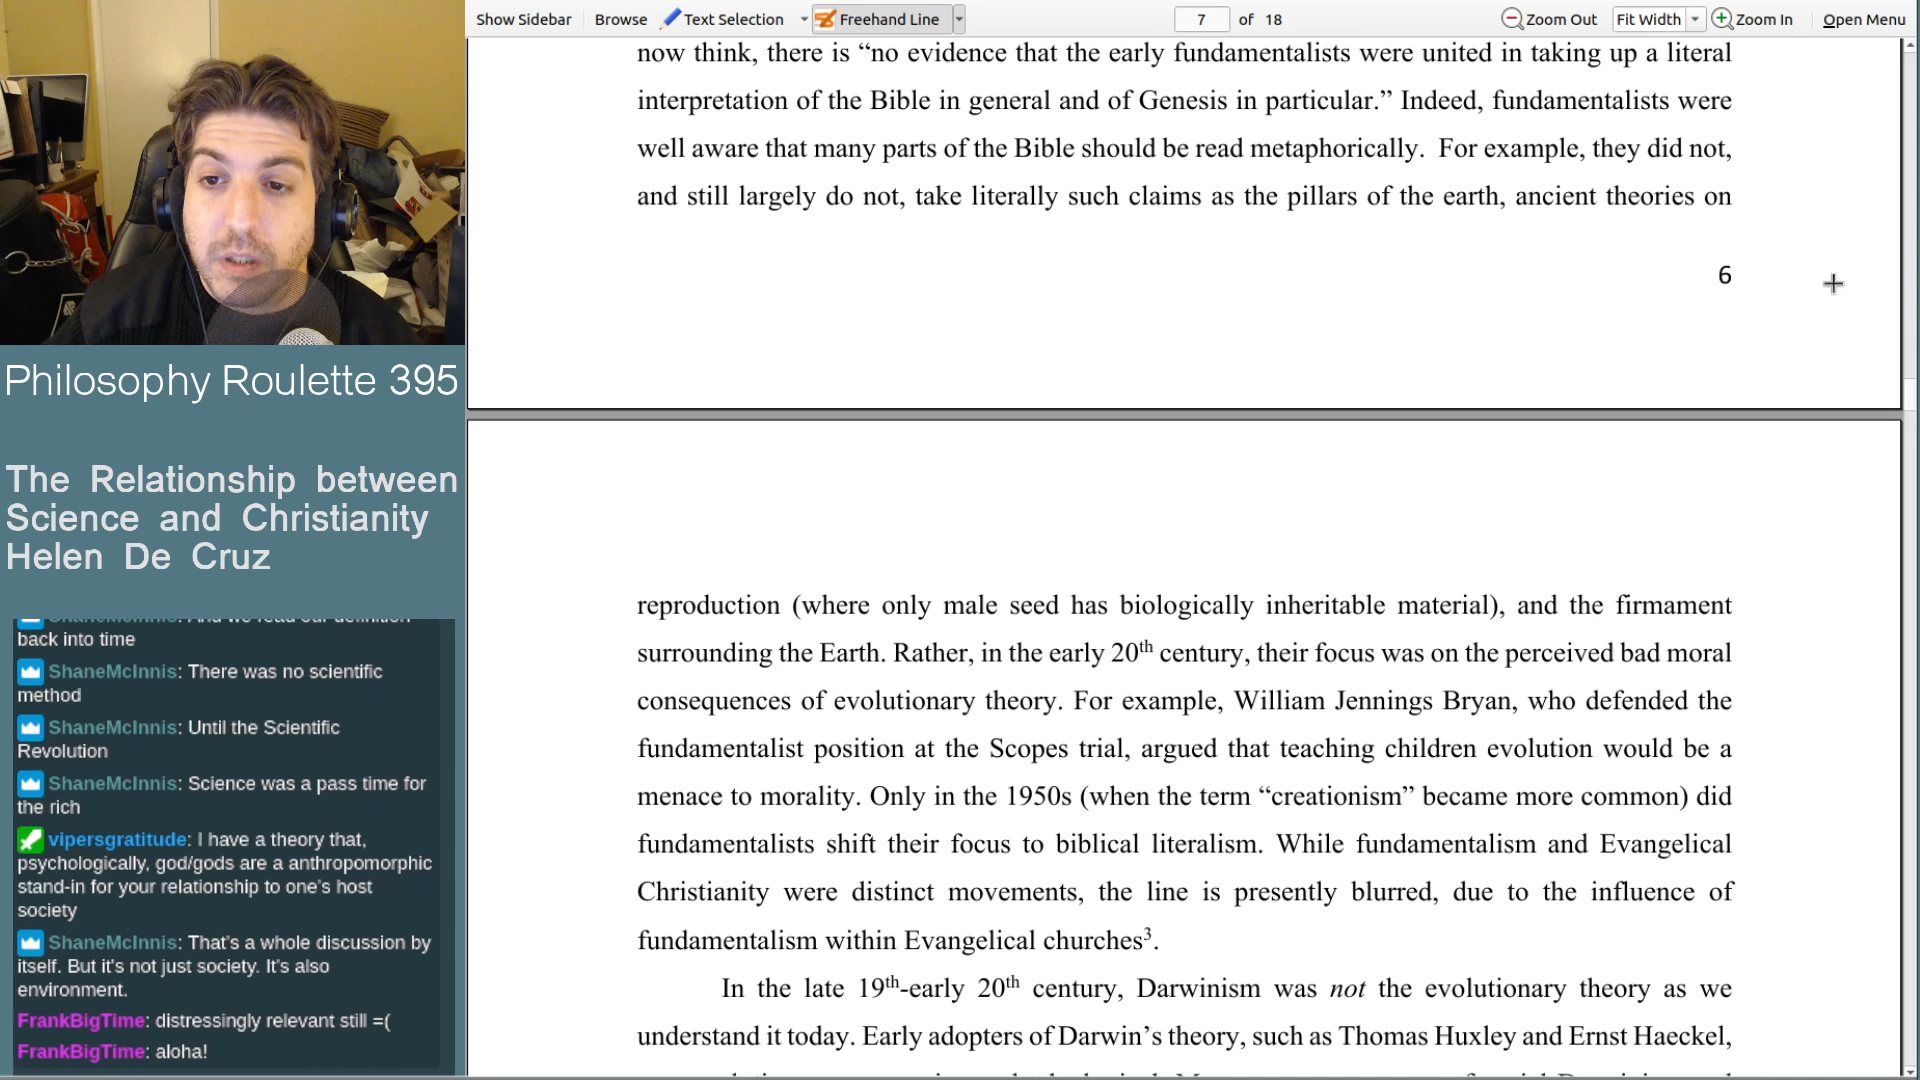 Show Sidebar Browse Text Selection Freehand Line 7 of 18 Zoom Out Fit Width Zoom In Open Menu
now think, there is “no evidence that the early fundamentalists were united in taking up a literal
interpretation of the Bible in general and of Genesis in particular.” Indeed, fundamentalists were
well aware that many parts of the Bible should be read metaphorically. For example, they did not,
and still largely do not, take literally such claims as the pillars of the earth, ancient theories on
6
reproduction (where only male seed has biologically inheritable material), and the firmament
surrounding the Earth. Rather, in the early 20th century, their focus was on the perceived bad moral
consequences of evolutionary theory. For example, William Jennings Bryan, who defended the
fundamentalist position at the Scopes trial, argued that teaching children evolution would be a
menace to morality. Only in the 1950s (when the term “creationism” became more common) did
fundamentalists shift their focus to biblical literalism. While fundamentalism and Evangelical
Christianity were distinct movements, the line is presently blurred, due to the influence of
fundamentalism within Evangelical churches3.
In the late 19th-early 20th century, Darwinism was not the evolutionary theory as we
understand it today. Early adopters of Darwin’s theory, such as Thomas Huxley and Ernst Haeckel,
Philosophy Roulette 395
The Relationship between
Science and Christianity
Helen De Cruz
back into time
ShaneMcInnis: There was no scientific
method
ShaneMcInnis: Until the Scientific
Revolution
ShaneMcInnis: Science was a pass time for
the rich
vipersgratitude: I have a theory that,
psychologically, god/gods are a anthropomorphic
stand-in for your relationship to one's host
society
ShaneMcInnis: That's a whole discussion by
itself. But it's not just society. It's also
environment.
FrankBigTime: distressingly relevant still =(
FrankBigTime: aloha!